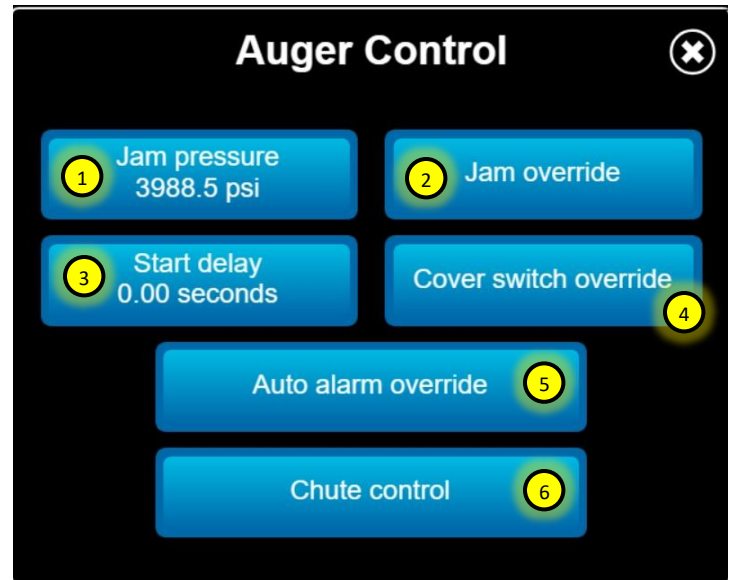 Auger Control
1
Jam pressure
3988.5 psi
2
Jam override
3
Start delay
0.00 seconds
Cover switch override
4
Auto alarm override
5
Chute control
6